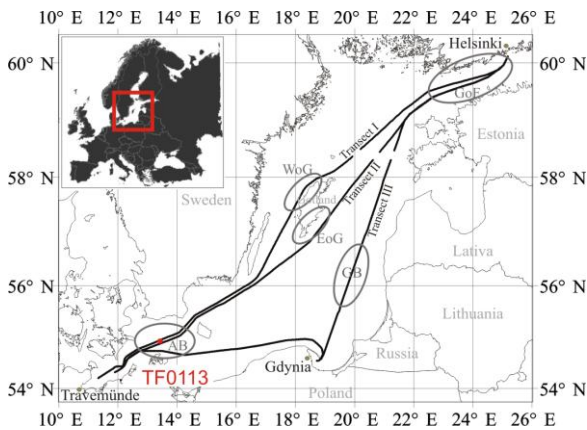 10° E 12° E 14° E 16° E 18° E 20° E 22° E 24° E 26° E
Helsinki
60° N 60° N
GoF
Estonia
Transect I
WoG
58° N 58° N
Sweden
Transect II
Transect III
EoG
Latvia
GB
56° N 56° N
Lithuania
AB
Russia
TF0113
Gdynia
54° N 54° N
Travemünde
Poland
10° E 12° E 14° E 16° E 18° E 20° E 22° E 24° E 26° E